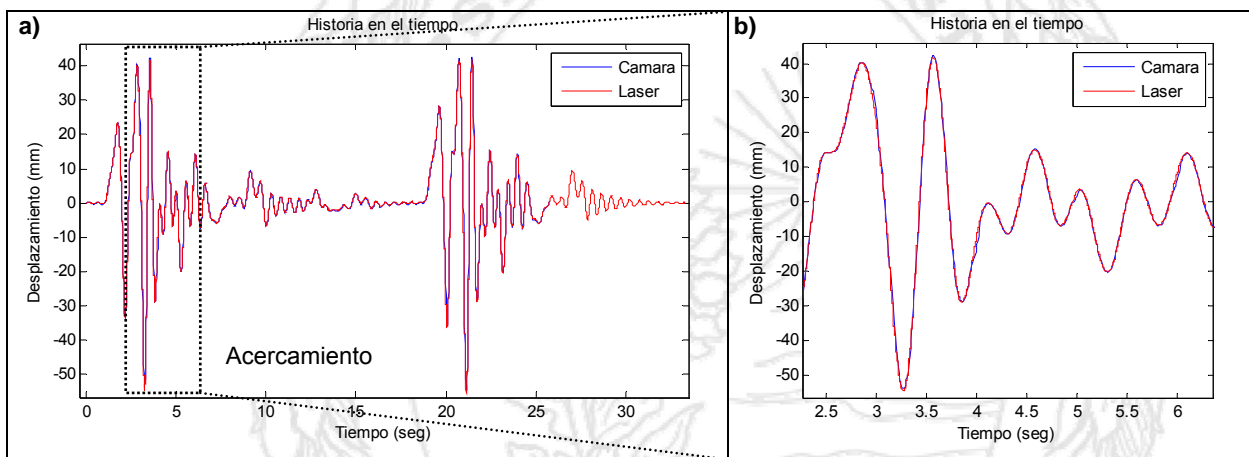 a)
Historia en el tiempo
40
30
20
10
0
-10
-20
-30
-40
-50
Desplazamiento (mm)
Camara
Laser
Acercamiento
0 5 10 15 20 25 30
Tiempo (seg)
b)
Historia en el tiempo
40
30
20
10
0
-10
-20
-30
-40
-50
Desplazamiento (mm)
Camara
Laser
2.5 3 3.5 4 4.5 5 5.5 6
Tiempo (seg)